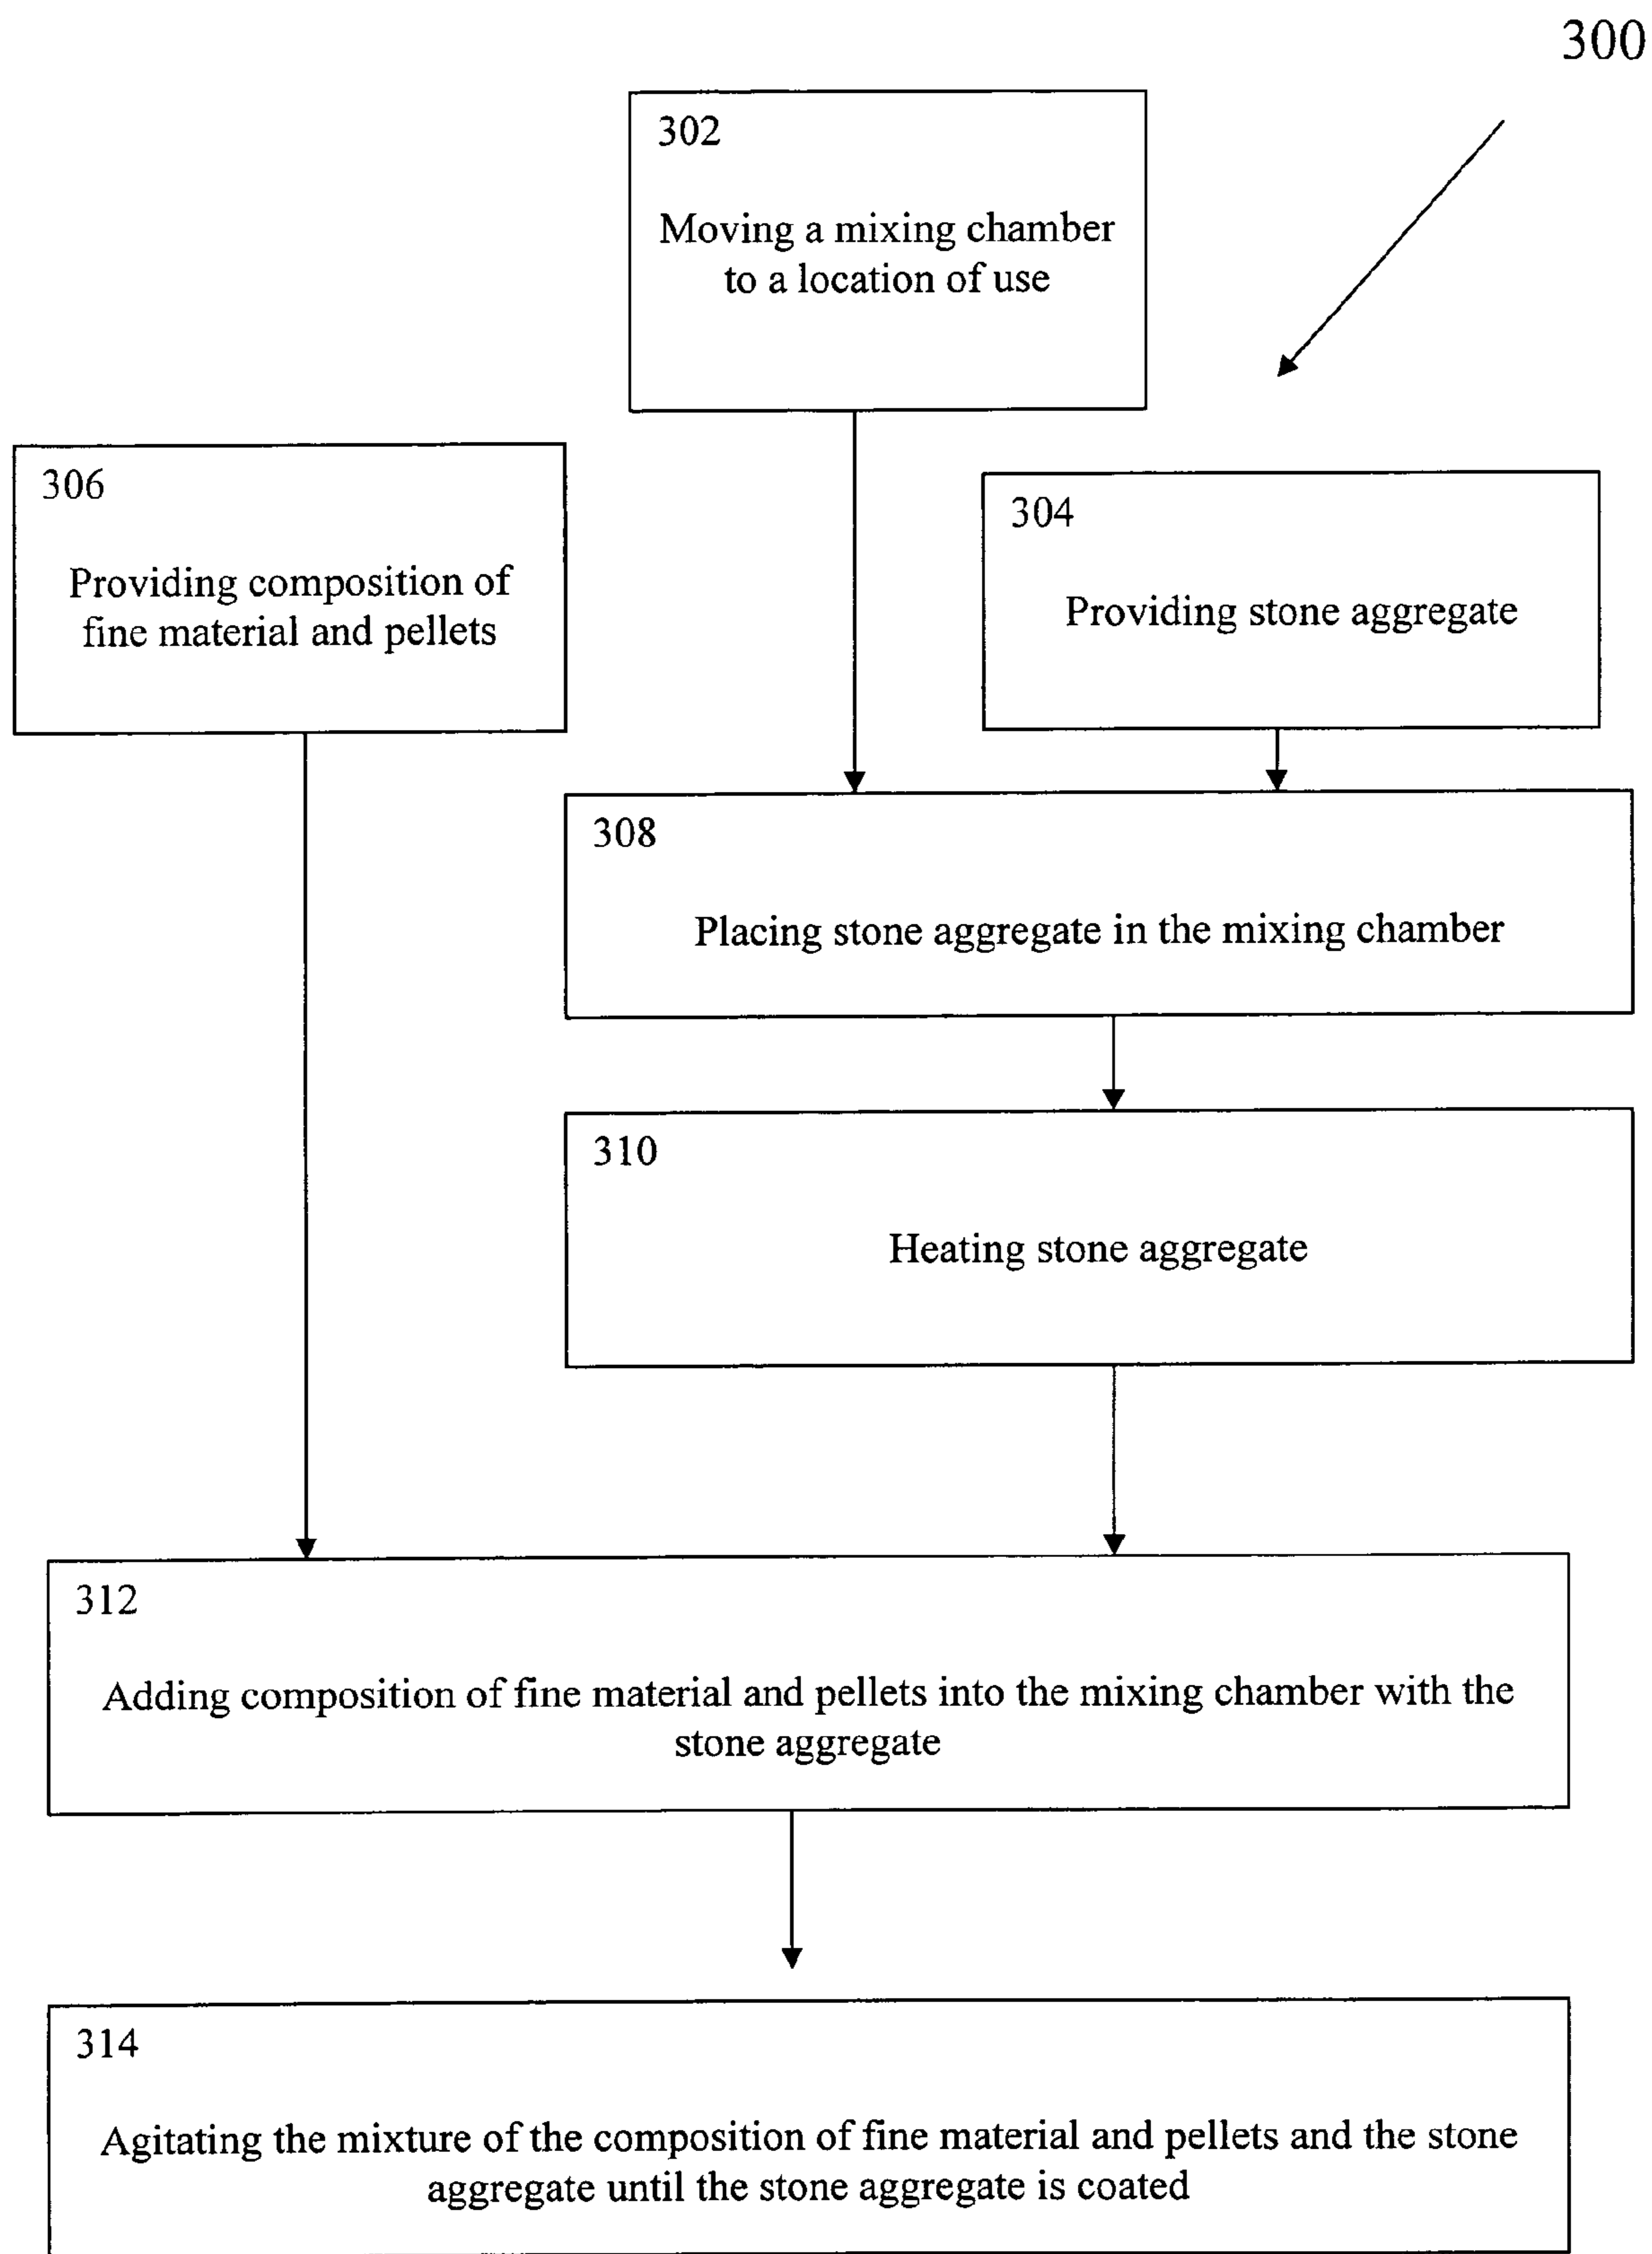 300
302
Moving a mixing chamber
to a location of use
306
Providing composition of
fine material and pellets
304
Providing stone aggregate
308
Placing stone aggregate in the mixing chamber
310
Heating stone aggregate
312
Adding composition of fine material and pellets into the mixing chamber with the
stone aggregate
314
Agitating the mixture of the composition of fine material and pellets and the stone
aggregate until the stone aggregate is coated